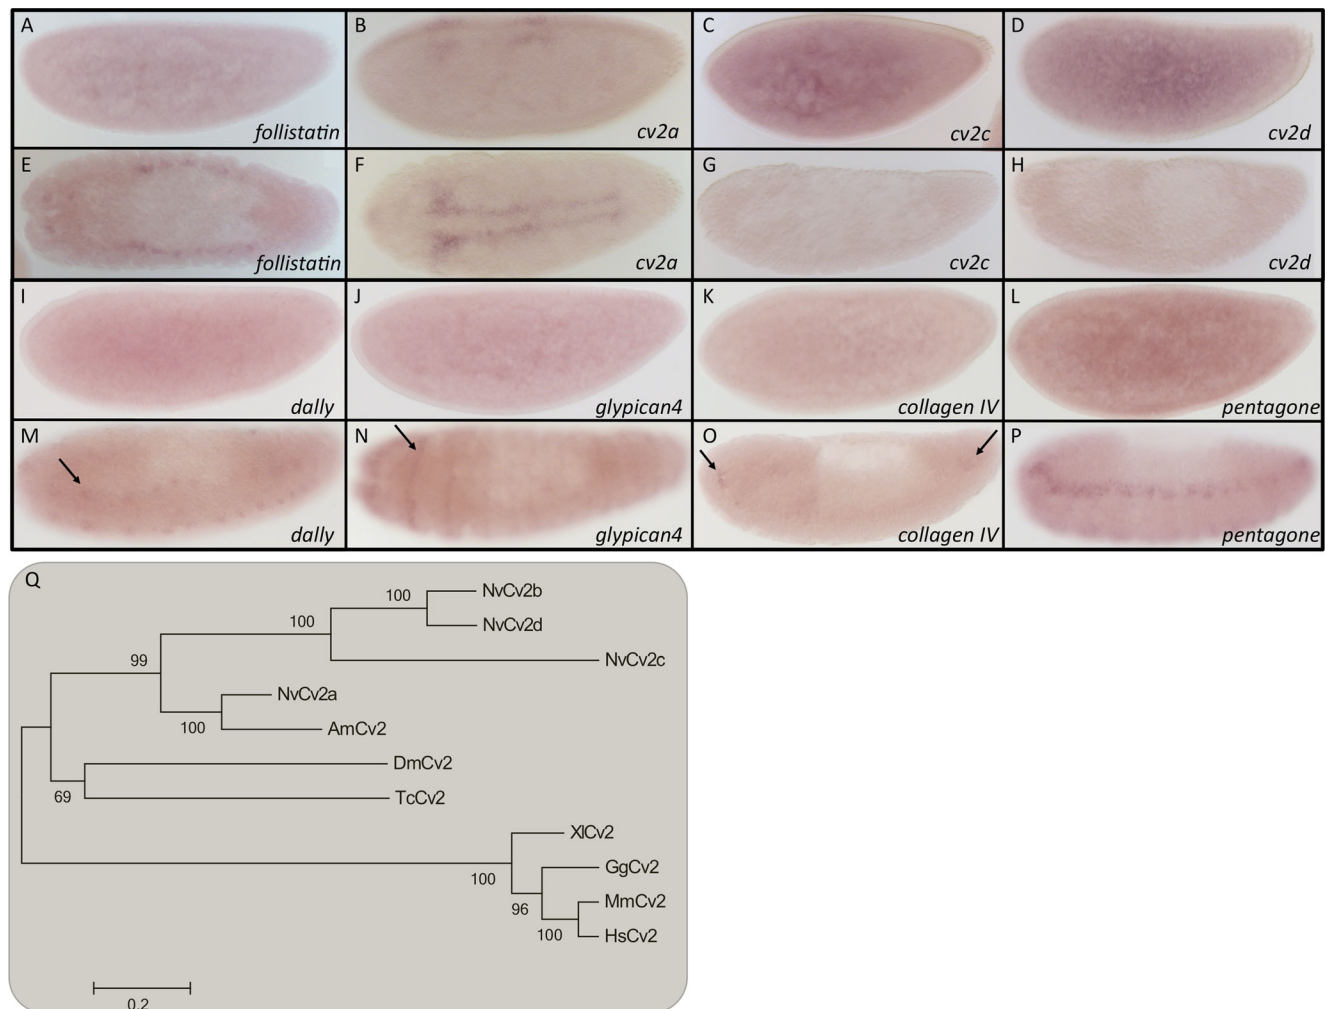 A
follistatin
B
cv2a
C
cv2c
D
cv2d
E
follistatin
F
cv2a
G
cv2c
H
cv2d
I
dally
J
glypican4
K
collagen IV
L
pentagone
M
dally
N
glypican4
O
collagen IV
P
pentagone
Q
100
NvCv2b
NvCv2d
100
NvCv2c
99
NvCv2a
100
AmCv2
DmCv2
69
TcCv2
XlCv2
100
GgCv2
96
MmCv2
100
HsCv2
0.2